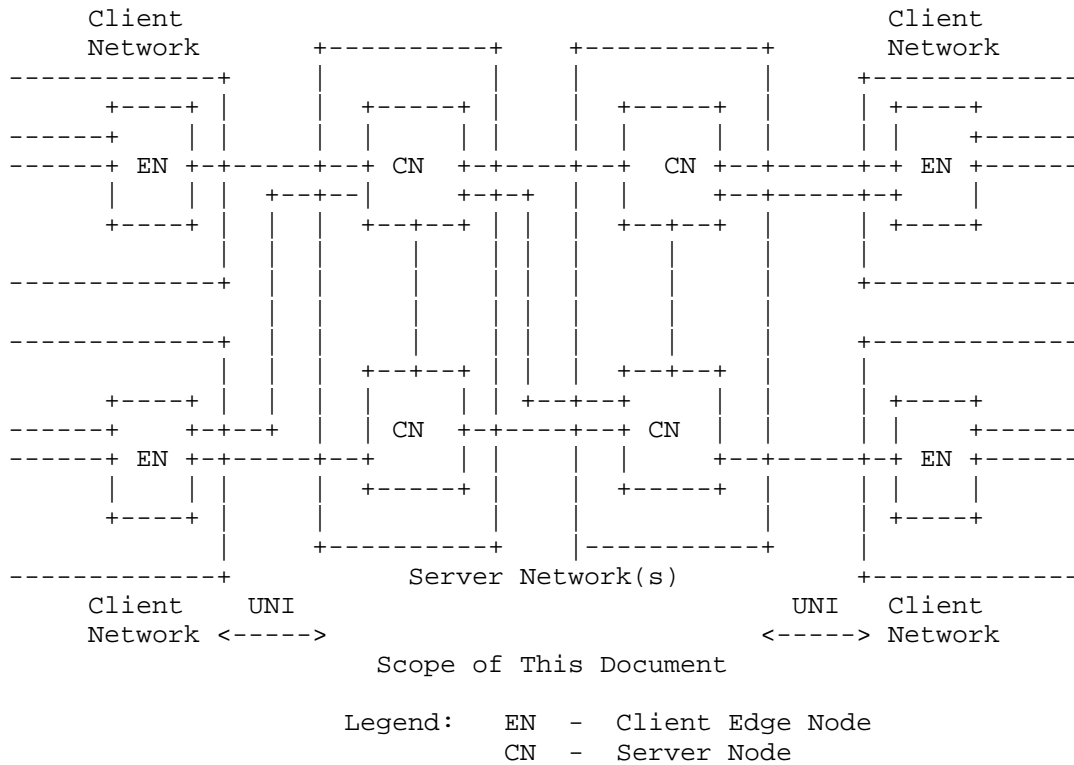 Client Client
Network Network
EN CN CN EN
EN CN CN EN
Server Network(s)
Client UNI UNI Client
Network <-----> <-----> Network
Scope of This Document
Legend: EN - Client Edge Node
CN - Server Node